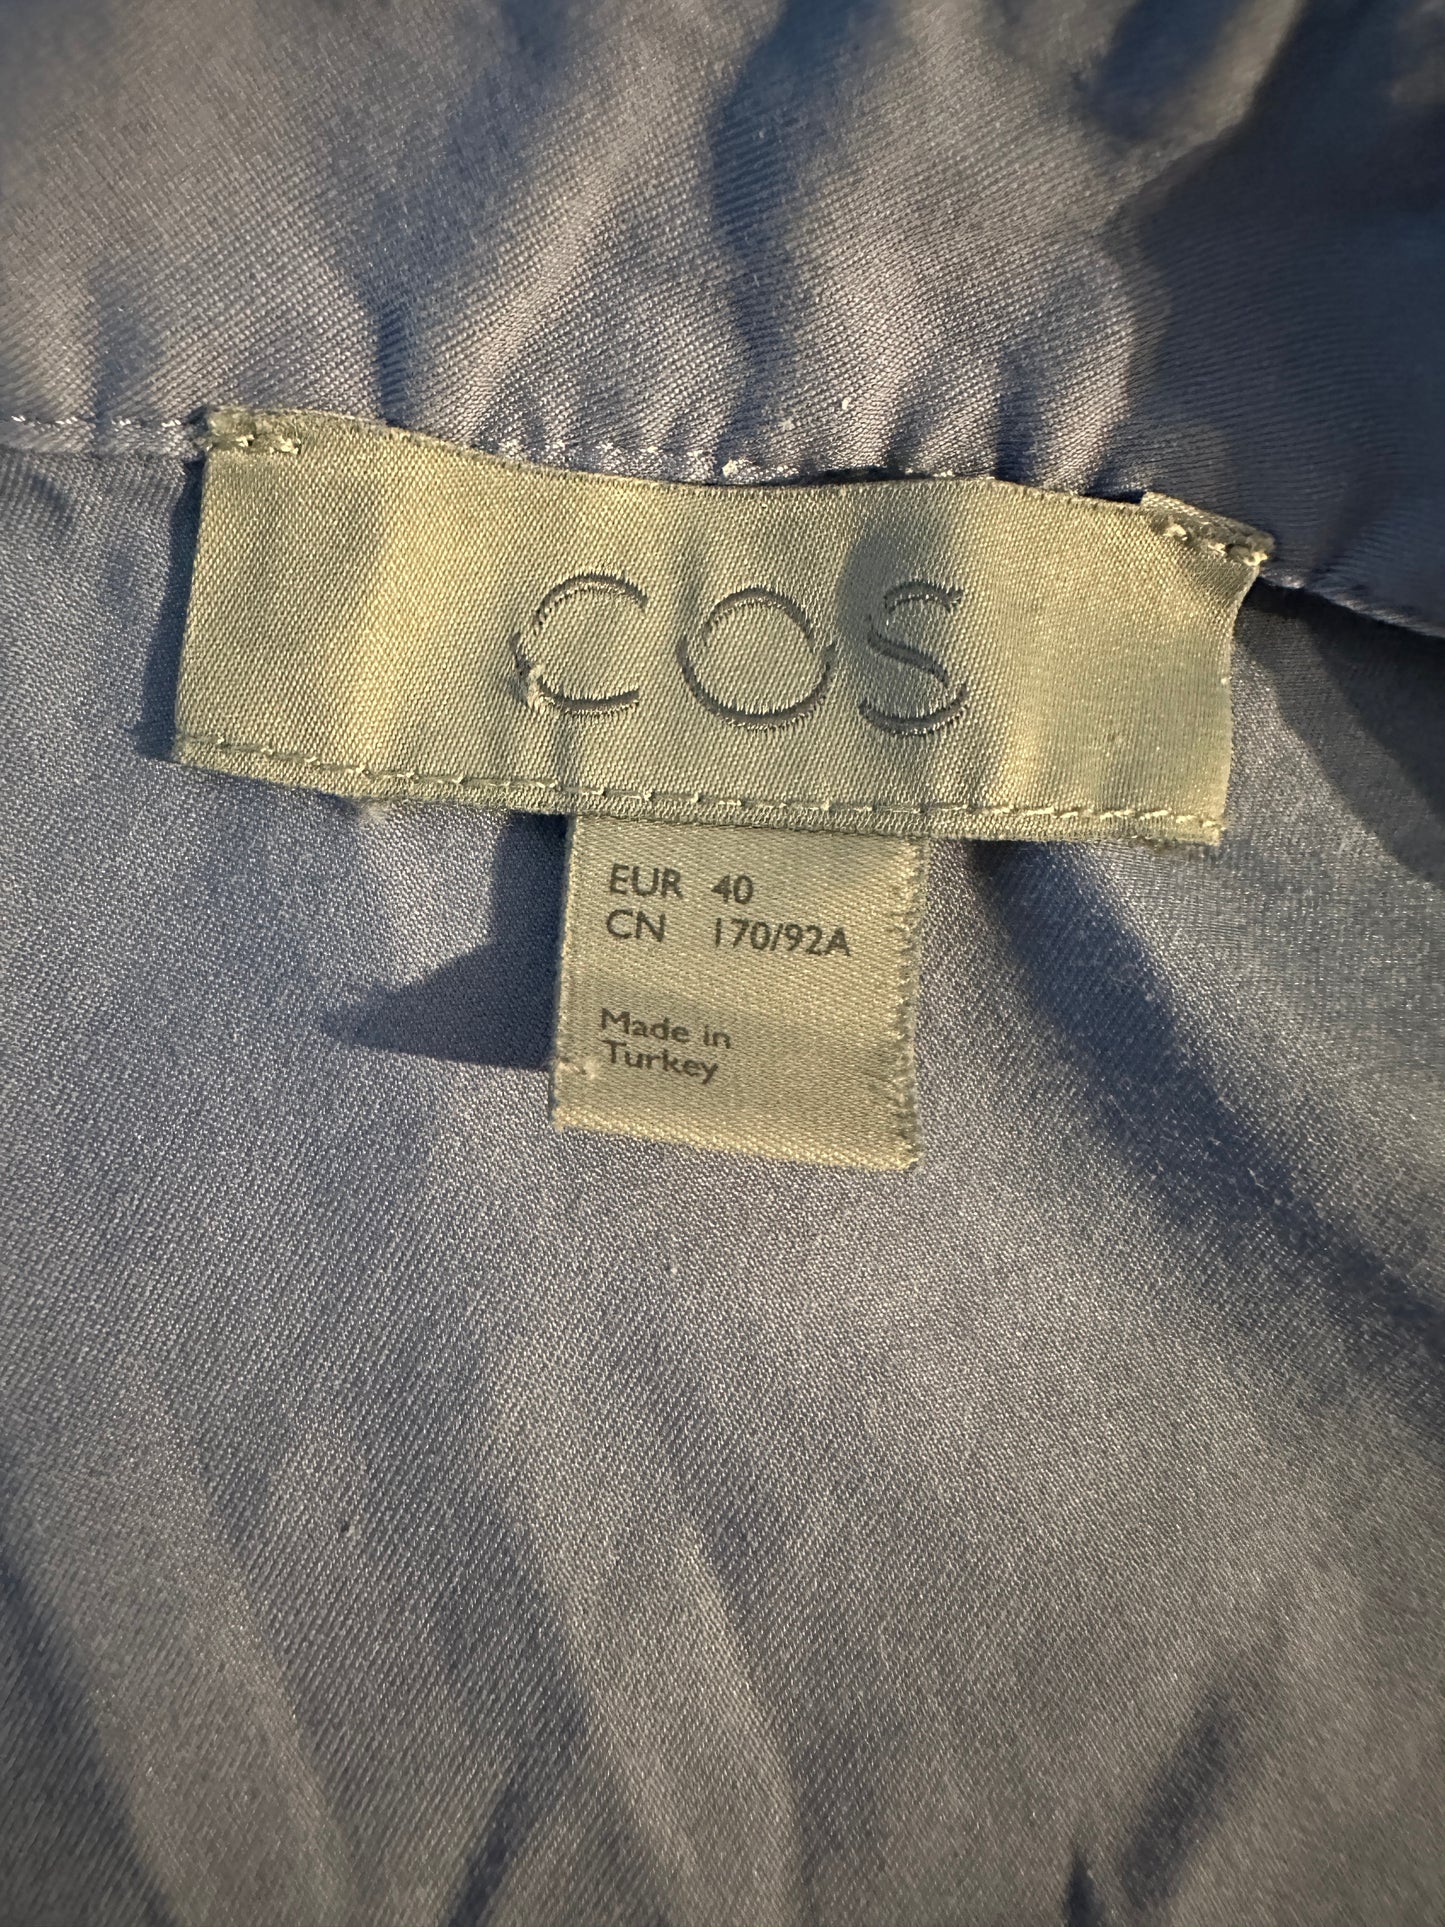 COS
EUR 40
CN 170/92A
Made in
Turkey